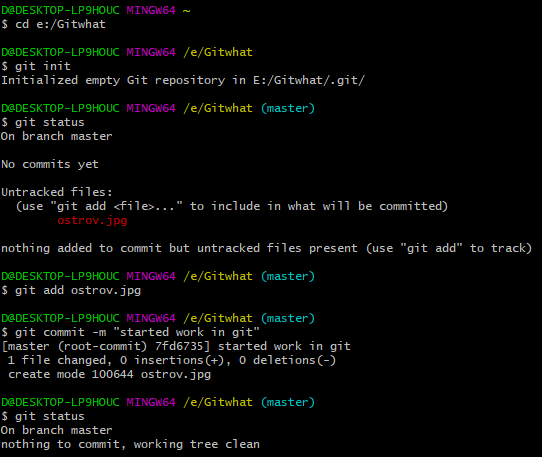 D@DESKTOP-LP9HOUC MINGW64 ~
$ cd e:/Gitwhat
D@DESKTOP-LP9HOUC MINGW64 /e/Gitwhat
$ git init
Initialized empty Git repository in E:/Gitwhat/.git/
D@DESKTOP-LP9HOUC MINGW64 /e/Gitwhat (master)
$ git status
On branch master
No commits yet
Untracked files:
  (use "git add <file>..." to include in what will be committed)
        ostrov.jpg
nothing added to commit but untracked files present (use "git add" to track)
D@DESKTOP-LP9HOUC MINGW64 /e/Gitwhat (master)
$ git add ostrov.jpg
D@DESKTOP-LP9HOUC MINGW64 /e/Gitwhat (master)
$ git commit -m "started work in git"
[master (root-commit) 7fd6735] started work in git
 1 file changed, 0 insertions(+), 0 deletions(-)
 create mode 100644 ostrov.jpg
D@DESKTOP-LP9HOUC MINGW64 /e/Gitwhat (master)
$ git status
On branch master
nothing to commit, working tree clean